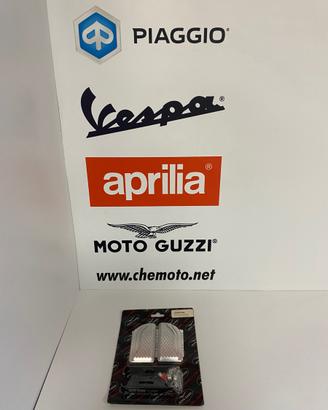 PIAGGIO®
Vespa®
aprilia®
MOTO GUZZI®
www.chemoto.net